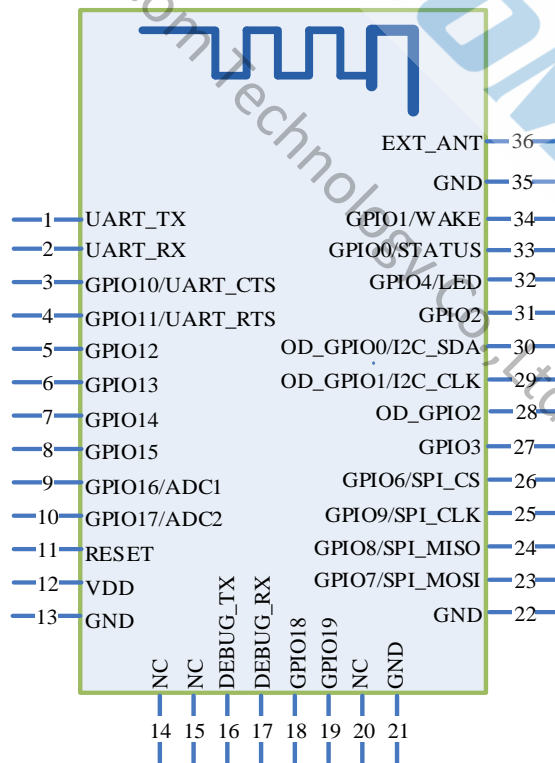 EXT_ANT 36
GND 35
1 UART_TX
GPIO1/WAKE 34
2 UART_RX
GPIO0/STATUS 33
3 GPIO10/UART_CTS
GPIO4/LED 32
4 GPIO11/UART_RTS
GPIO2 31
5 GPIO12
OD_GPIO0/I2C_SDA 30
6 GPIO13
OD_GPIO1/I2C_CLK 29
7 GPIO14
OD_GPIO2 28
8 GPIO15
GPIO3 27
9 GPIO16/ADC1
GPIO6/SPI_CS 26
10 GPIO17/ADC2
GPIO9/SPI_CLK 25
11 RESET
GPIO8/SPI_MISO 24
12 VDD
GPIO7/SPI_MOSI 23
13 GND
GND 22
NC
NC
DEBUG_TX
DEBUG_RX
GPIO18
GPIO19
NC
GND
14 15 16 17 18 19 20 21
om Technology Co.,Ltd